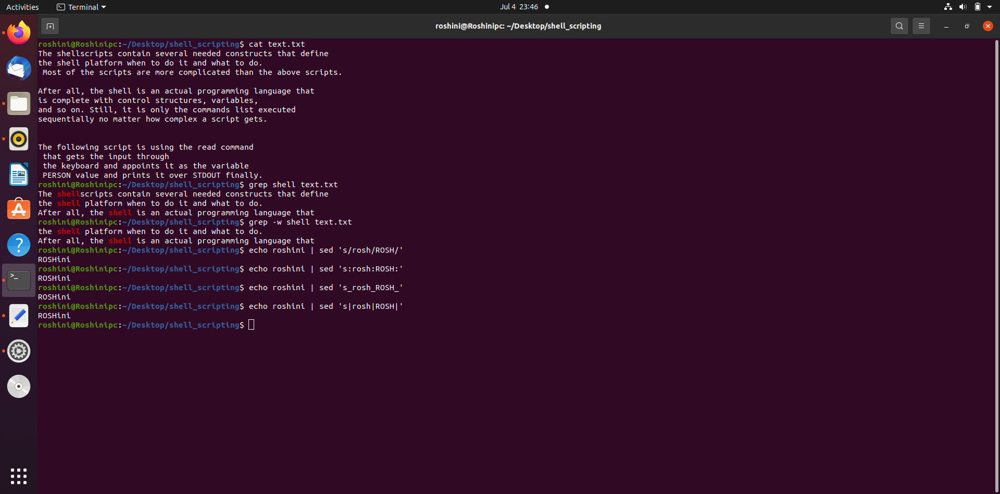 Activities
Terminal
Jul 4 23:46
roshini@Roshinipc: ~/Desktop/shell_scripting
roshini@Roshinipc:~/Desktop/shell_scripting$ cat text.txt
The shellscripts contain several needed constructs that define
the shell platform when to do it and what to do.
 Most of the scripts are more complicated than the above scripts.

After all, the shell is an actual programming language that
is complete with control structures, variables,
and so on. Still, it is only the commands list executed
sequentially no matter how complex a script gets.


The following script is using the read command
 that gets the input through
 the keyboard and appoints it as the variable
 PERSON value and prints it over STDOUT finally.
roshini@Roshinipc:~/Desktop/shell_scripting$ grep shell text.txt
The shellscripts contain several needed constructs that define
the shell platform when to do it and what to do.
After all, the shell is an actual programming language that
roshini@Roshinipc:~/Desktop/shell_scripting$ grep -w shell text.txt
the shell platform when to do it and what to do.
After all, the shell is an actual programming language that
roshini@Roshinipc:~/Desktop/shell_scripting$ echo roshini | sed 's/rosh/ROSH/'
ROSHini
roshini@Roshinipc:~/Desktop/shell_scripting$ echo roshini | sed 's:rosh:ROSH:'
ROSHini
roshini@Roshinipc:~/Desktop/shell_scripting$ echo roshini | sed 's_rosh_ROSH_'
ROSHini
roshini@Roshinipc:~/Desktop/shell_scripting$ echo roshini | sed 's|rosh|ROSH|'
ROSHini
roshini@Roshinipc:~/Desktop/shell_scripting$